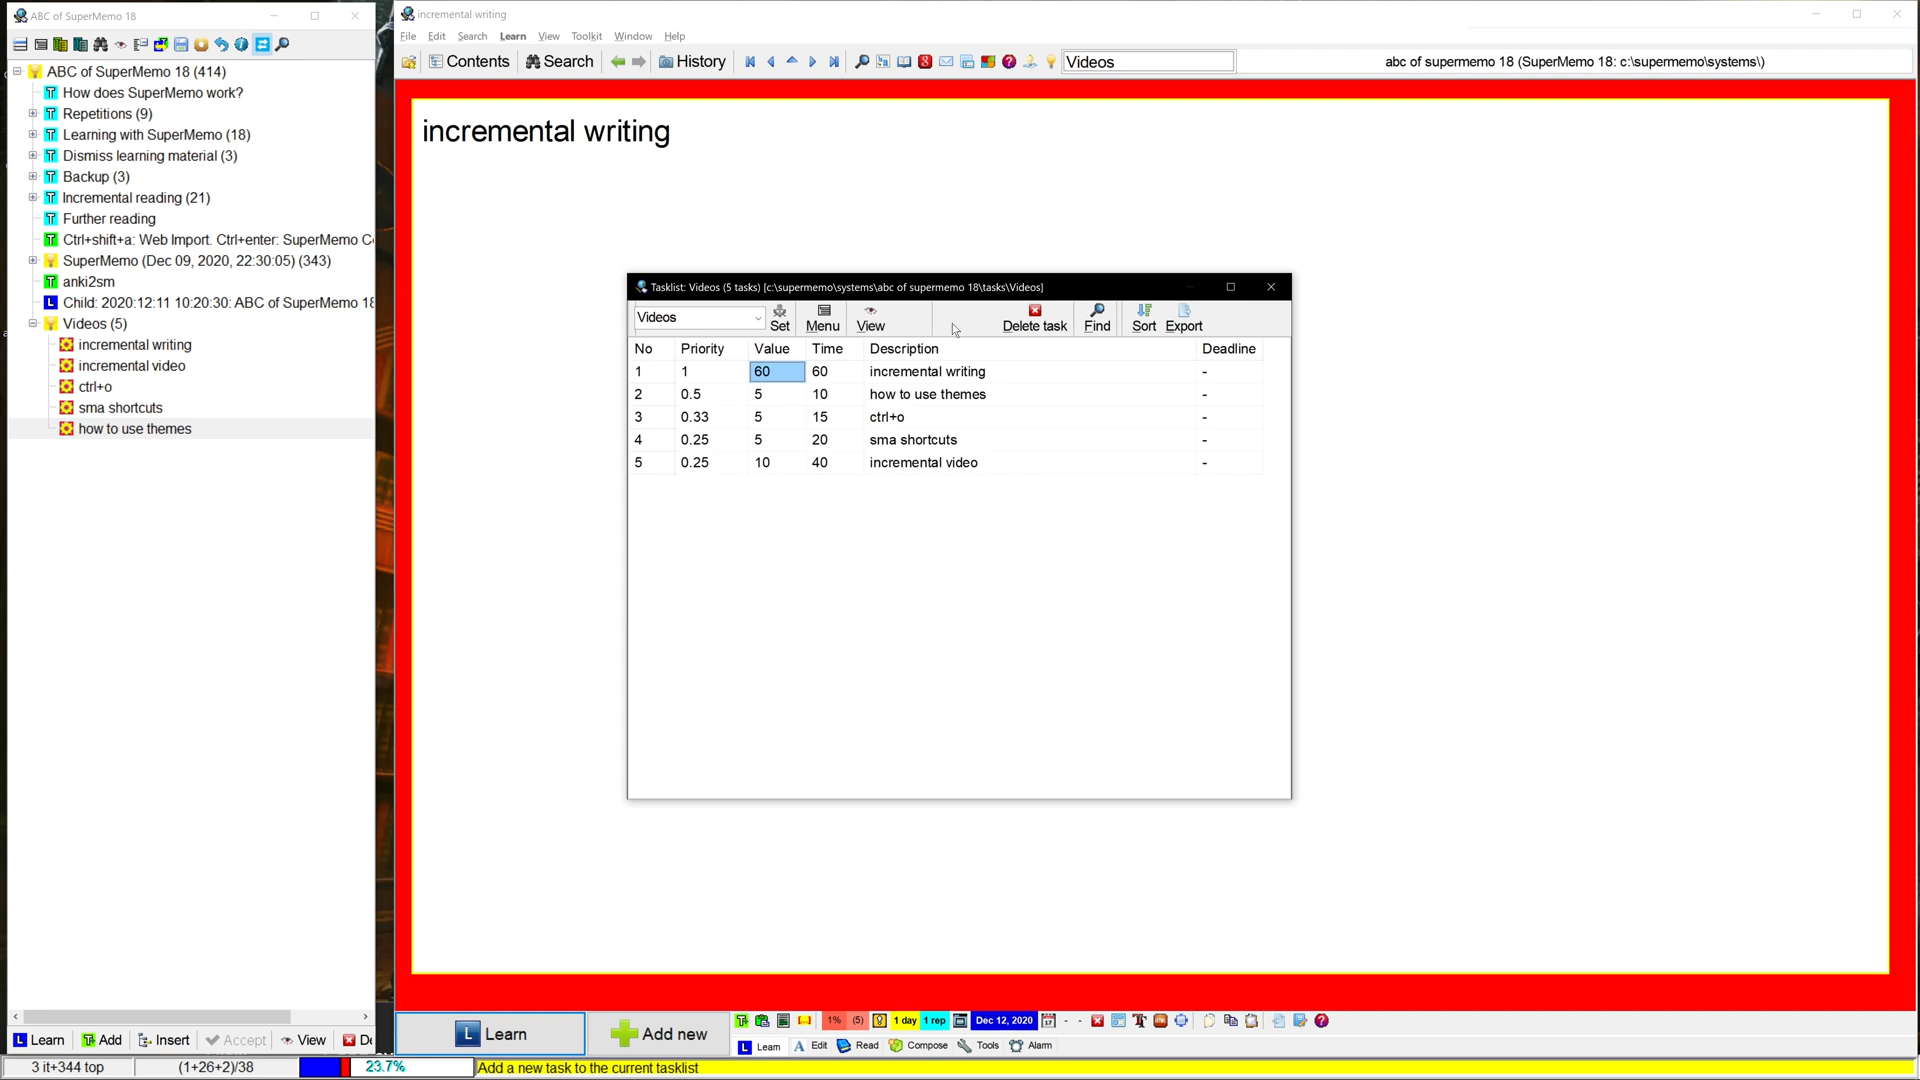 ABC of SuperMemo 18
ABC of SuperMemo 18 (414)
How does SuperMemo work?
Repetitions (9)
Learning with SuperMemo (18)
Dismiss learning material (3)
Backup (3)
Incremental reading (21)
Further reading
Ctrl+shift+a: Web Import. Ctrl+enter: SuperMemo C
SuperMemo (Dec 09, 2020, 22:30:05) (343)
anki2sm
Child: 2020:12:11 10:20:30: ABC of SuperMemo 18
Videos (5)
incremental writing
incremental video
ctrl+o
sma shortcuts
how to use themes
Learn Add Insert Accept View De
3 it+344 top (1+26+2)/38 23.7% Add a new task to the current tasklist
incremental writing
File Edit Search Learn View Toolkit Window Help
Contents Search History Videos abc of supermemo 18 (SuperMemo 18: c:\supermemo\systems\)
incremental writing
Tasklist: Videos (5 tasks) [c:\supermemo\systems\abc of supermemo 18\tasks\Videos]
Videos Set Menu View Delete task Find Sort Export
No Priority Value Time Description Deadline
1 1 60 60 incremental writing -
2 0.5 5 10 how to use themes -
3 0.33 5 15 ctrl+o -
4 0.25 5 20 sma shortcuts -
5 0.25 10 40 incremental video -
Learn Add new
1% (5) 1 day 1 rep Dec 12, 2020 - -
Learn Edit Read Compose Tools Alarm